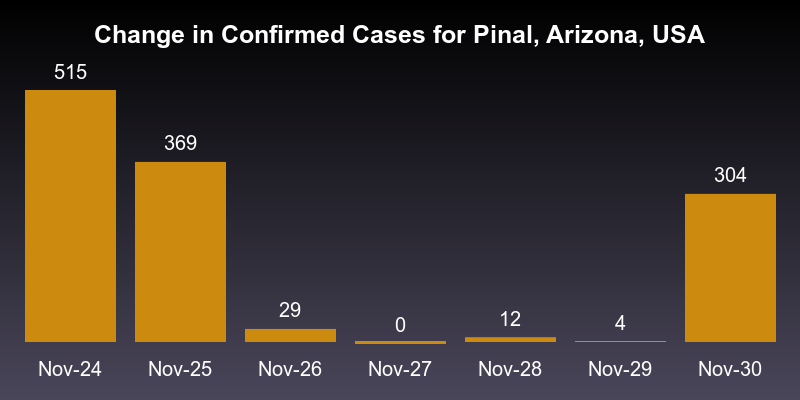 Change in Confirmed Cases for Pinal, Arizona, USA
515
369
29
0
12
4
304
Nov-24
Nov-25
Nov-26
Nov-27
Nov-28
Nov-29
Nov-30